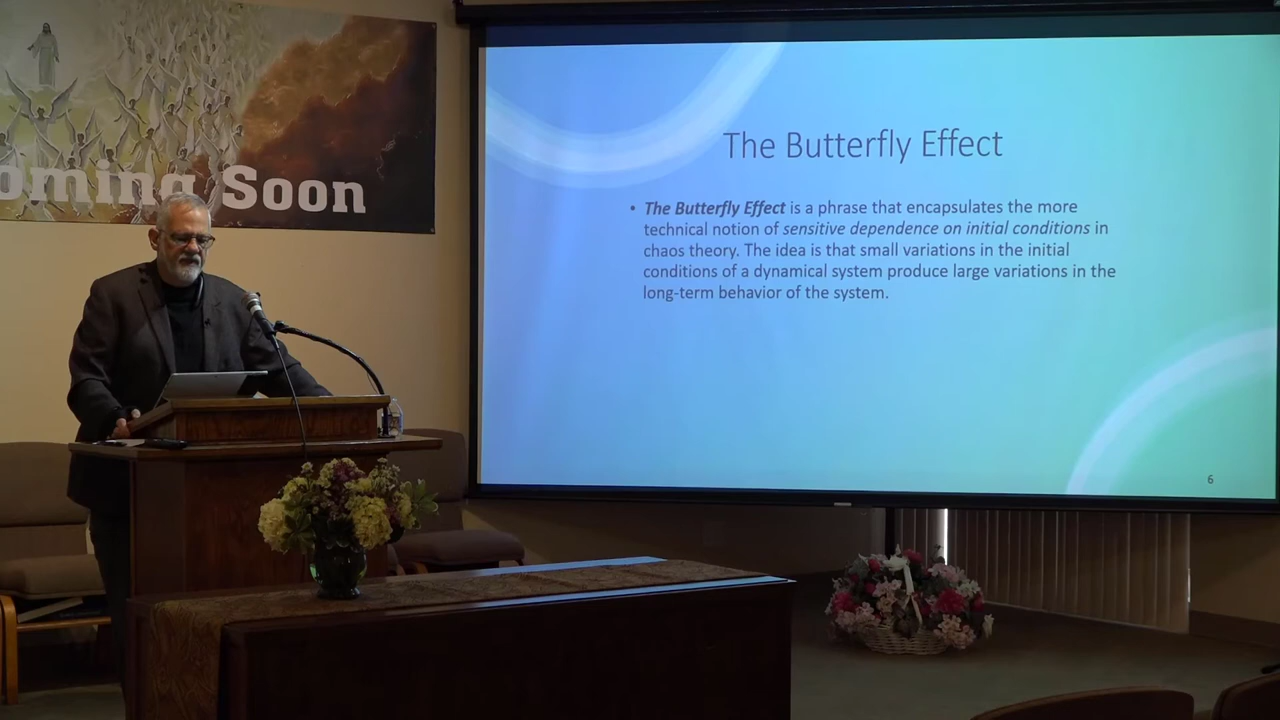 oming Soon
The Butterfly Effect
• The Butterfly Effect is a phrase that encapsulates the more
technical notion of sensitive dependence on initial conditions in
chaos theory. The idea is that small variations in the initial
conditions of a dynamical system produce large variations in the
long-term behavior of the system.
6